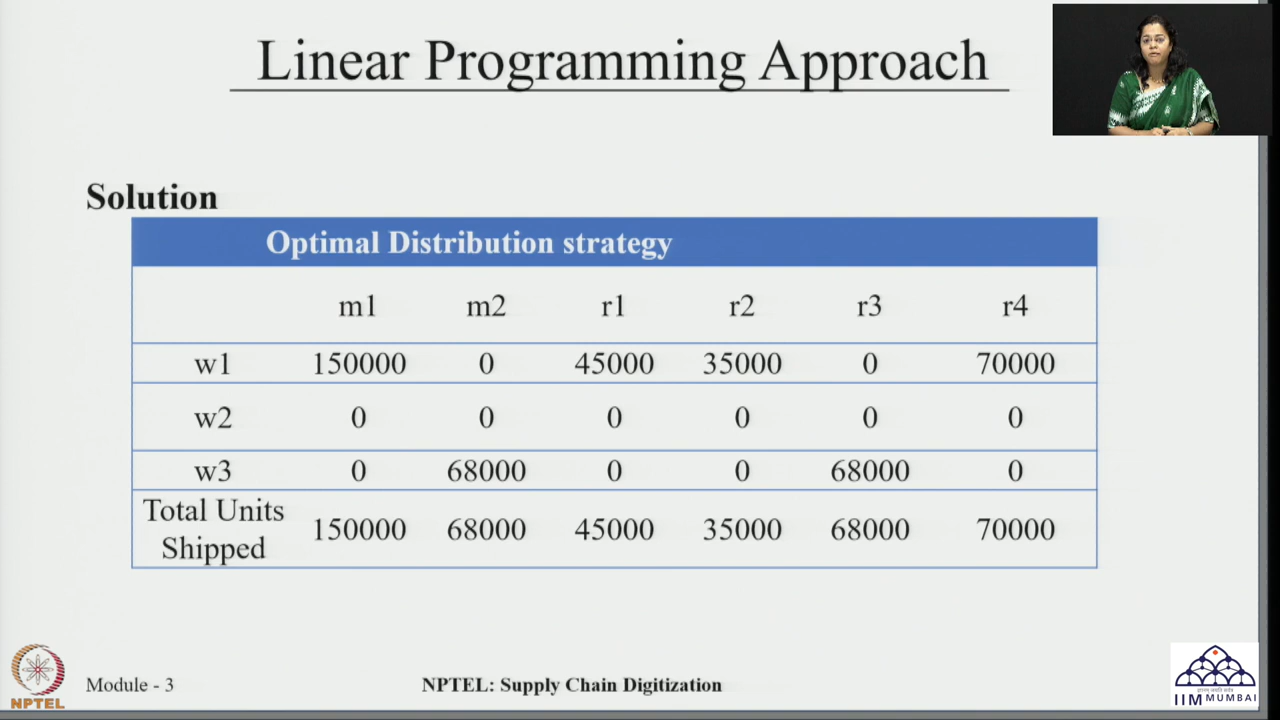 Linear Programming Approach
Solution
Optimal Distribution strategy
m1 m2 r1 r2 r3 r4
w1 150000 0 45000 35000 0 70000
w2 0 0 0 0 0 0
w3 0 68000 0 0 68000 0
Total Units Shipped 150000 68000 45000 35000 68000 70000
NPTEL
Module - 3
NPTEL: Supply Chain Digitization
IIM MUMBAI